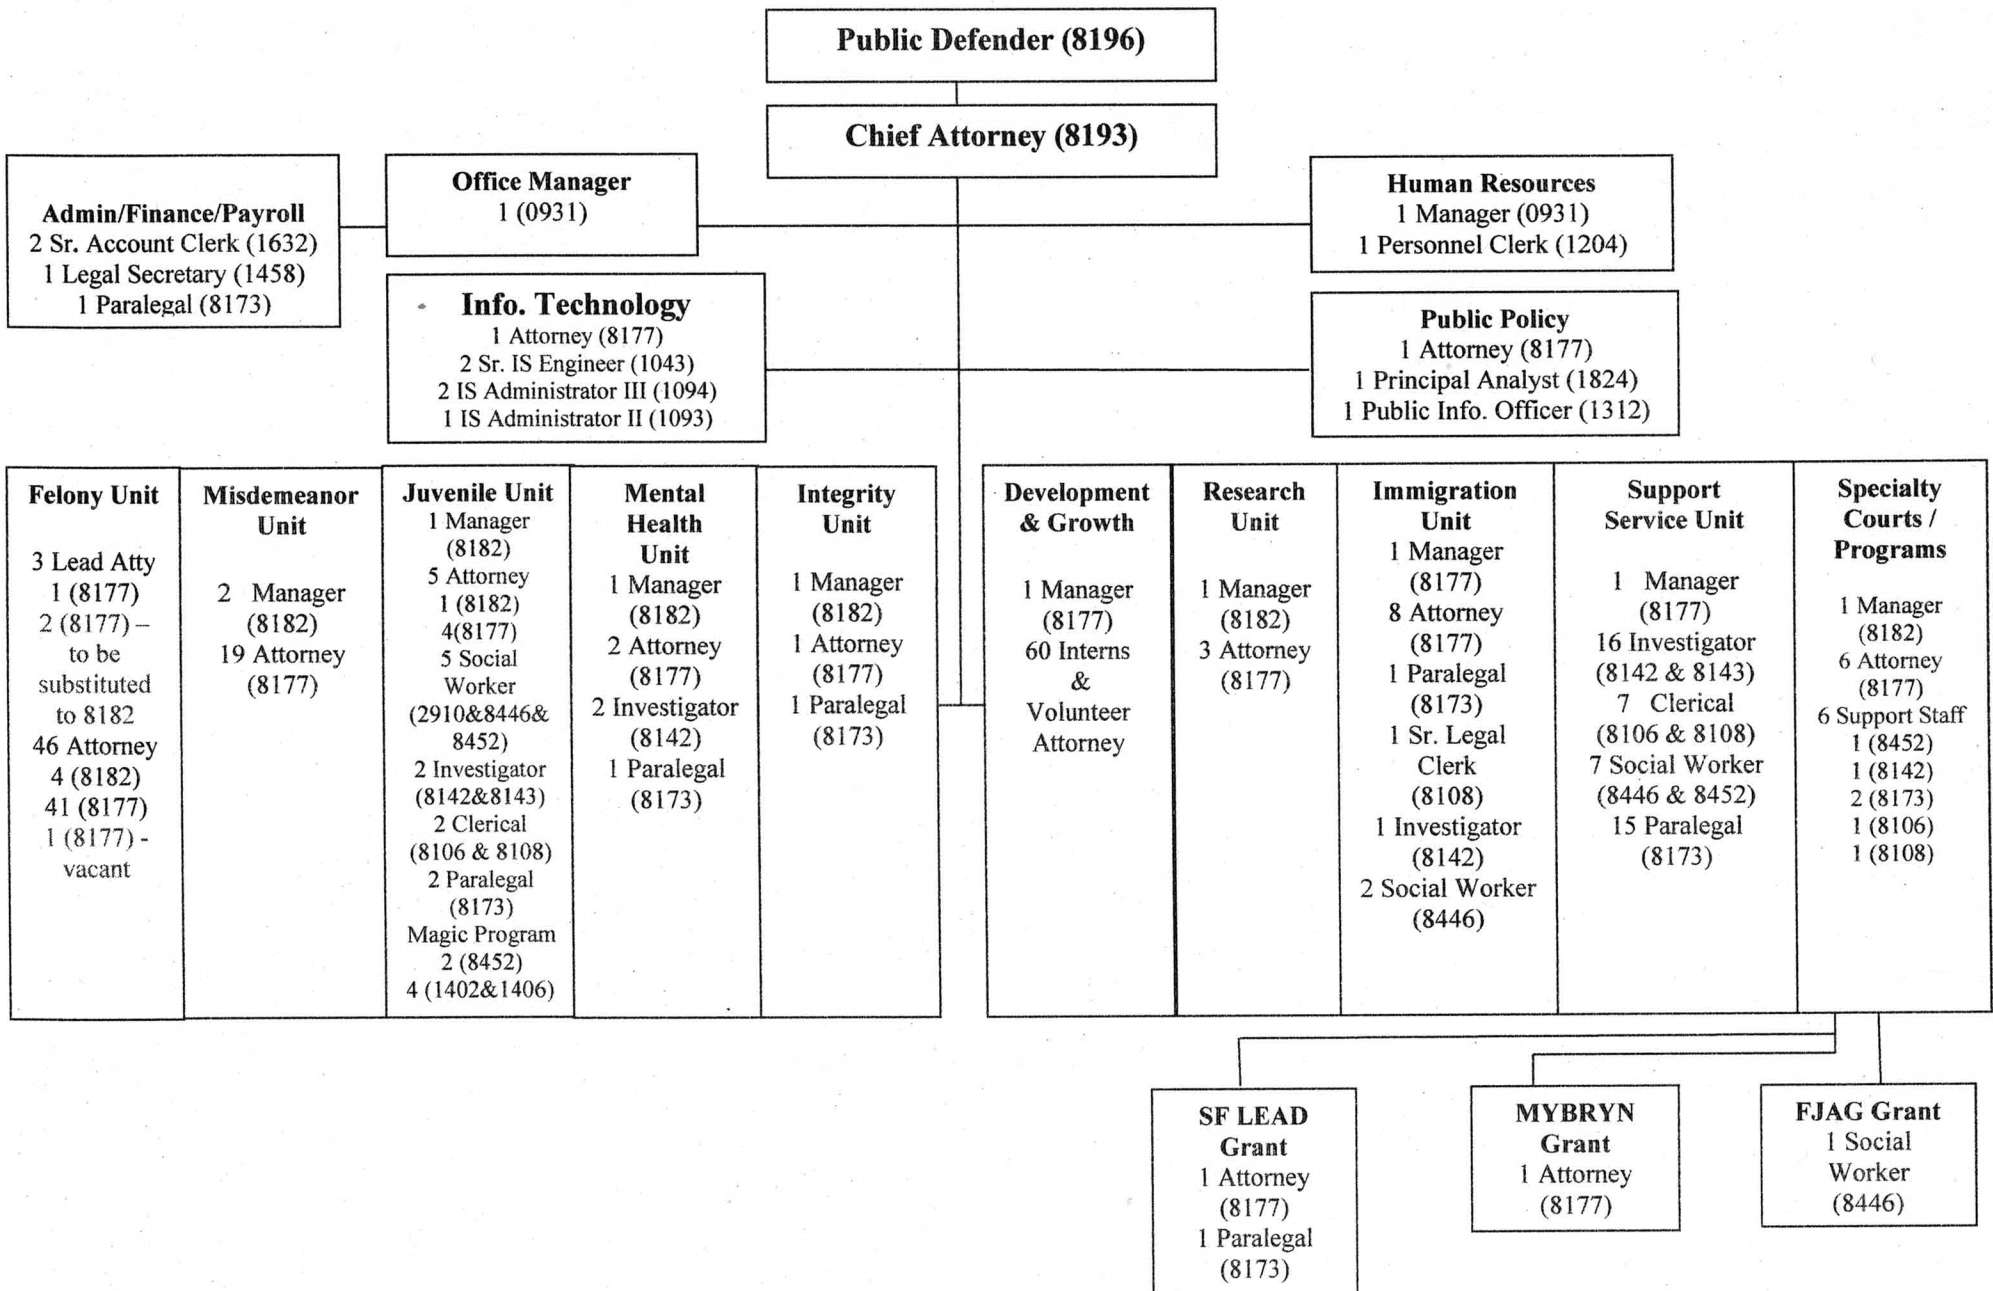 Public Defender (8196)
Chief Attorney (8193)
Admin/Finance/Payroll
2 Sr. Account Clerk (1632)
1 Legal Secretary (1458)
1 Paralegal (8173)
Office Manager
1 (0931)
Human Resources
1 Manager (0931)
1 Personnel Clerk (1204)
Info. Technology
1 Attorney (8177)
2 Sr. IS Engineer (1043)
2 IS Administrator III (1094)
1 IS Administrator II (1093)
Public Policy
1 Attorney (8177)
1 Principal Analyst (1824)
1 Public Info. Officer (1312)
Felony Unit
3 Lead Atty
1 (8177)
2 (8177) –
to be
substituted
to 8182
46 Attorney
4 (8182)
41 (8177)
1 (8177) -
vacant
Misdemeanor
Unit
2 Manager
(8182)
19 Attorney
(8177)
Juvenile Unit
1 Manager
(8182)
5 Attorney
1 (8182)
4(8177)
5 Social
Worker
(2910&8446&
8452)
2 Investigator
(8142&8143)
2 Clerical
(8106 & 8108)
2 Paralegal
(8173)
Magic Program
2 (8452)
4 (1402&1406)
Mental
Health
Unit
1 Manager
(8182)
2 Attorney
(8177)
2 Investigator
(8142)
1 Paralegal
(8173)
Integrity
Unit
1 Manager
(8182)
1 Attorney
(8177)
1 Paralegal
(8173)
Development
& Growth
1 Manager
(8177)
60 Interns
&
Volunteer
Attorney
Research
Unit
1 Manager
(8182)
3 Attorney
(8177)
Immigration
Unit
1 Manager
(8177)
8 Attorney
(8177)
1 Paralegal
(8173)
1 Sr. Legal
Clerk
(8108)
1 Investigator
(8142)
2 Social Worker
(8446)
Support
Service Unit
1 Manager
(8177)
16 Investigator
(8142 & 8143)
7 Clerical
(8106 & 8108)
7 Social Worker
(8446 & 8452)
15 Paralegal
(8173)
Specialty
Courts /
Programs
1 Manager
(8182)
6 Attorney
(8177)
6 Support Staff
1 (8452)
1 (8142)
2 (8173)
1 (8106)
1 (8108)
SF LEAD
Grant
1 Attorney
(8177)
1 Paralegal
(8173)
MYBRYN
Grant
1 Attorney
(8177)
FJAG Grant
1 Social
Worker
(8446)